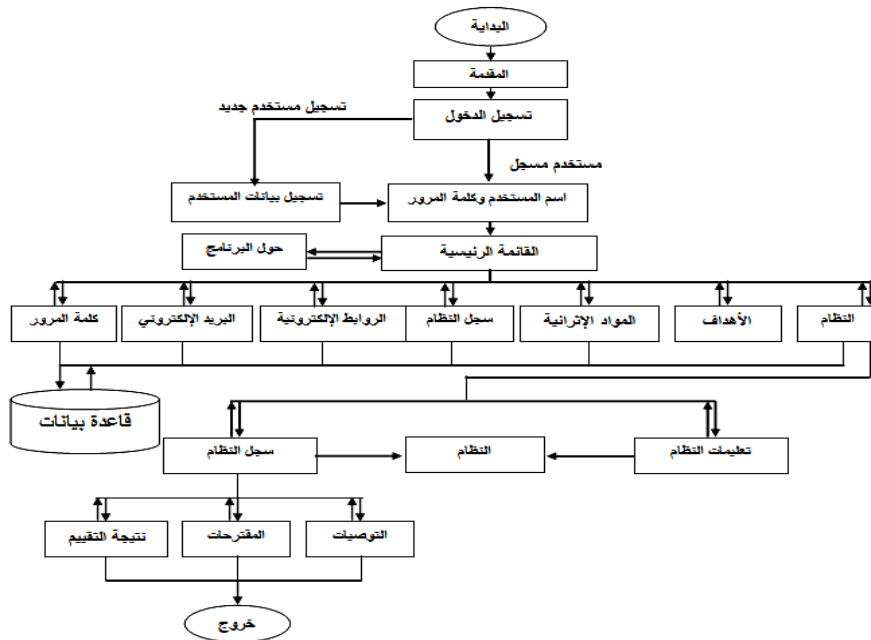 البداية
المقدمة
تسجيل الدخول
تسجيل مستخدم جديد
مستخدم مسجل
اسم المستخدم وكلمة المرور
تسجيل بيانات المستخدم
القائمة الرئيسية
حول البرنامج
النظام
الأهداف
المواد الإثرائية
سجل النظام
الروابط الإلكترونية
البريد الإلكتروني
كلمة المرور
قاعدة بيانات
تعليمات النظام
النظام
سجل النظام
التوصيات
المقترحات
نتيجة التقييم
خروج